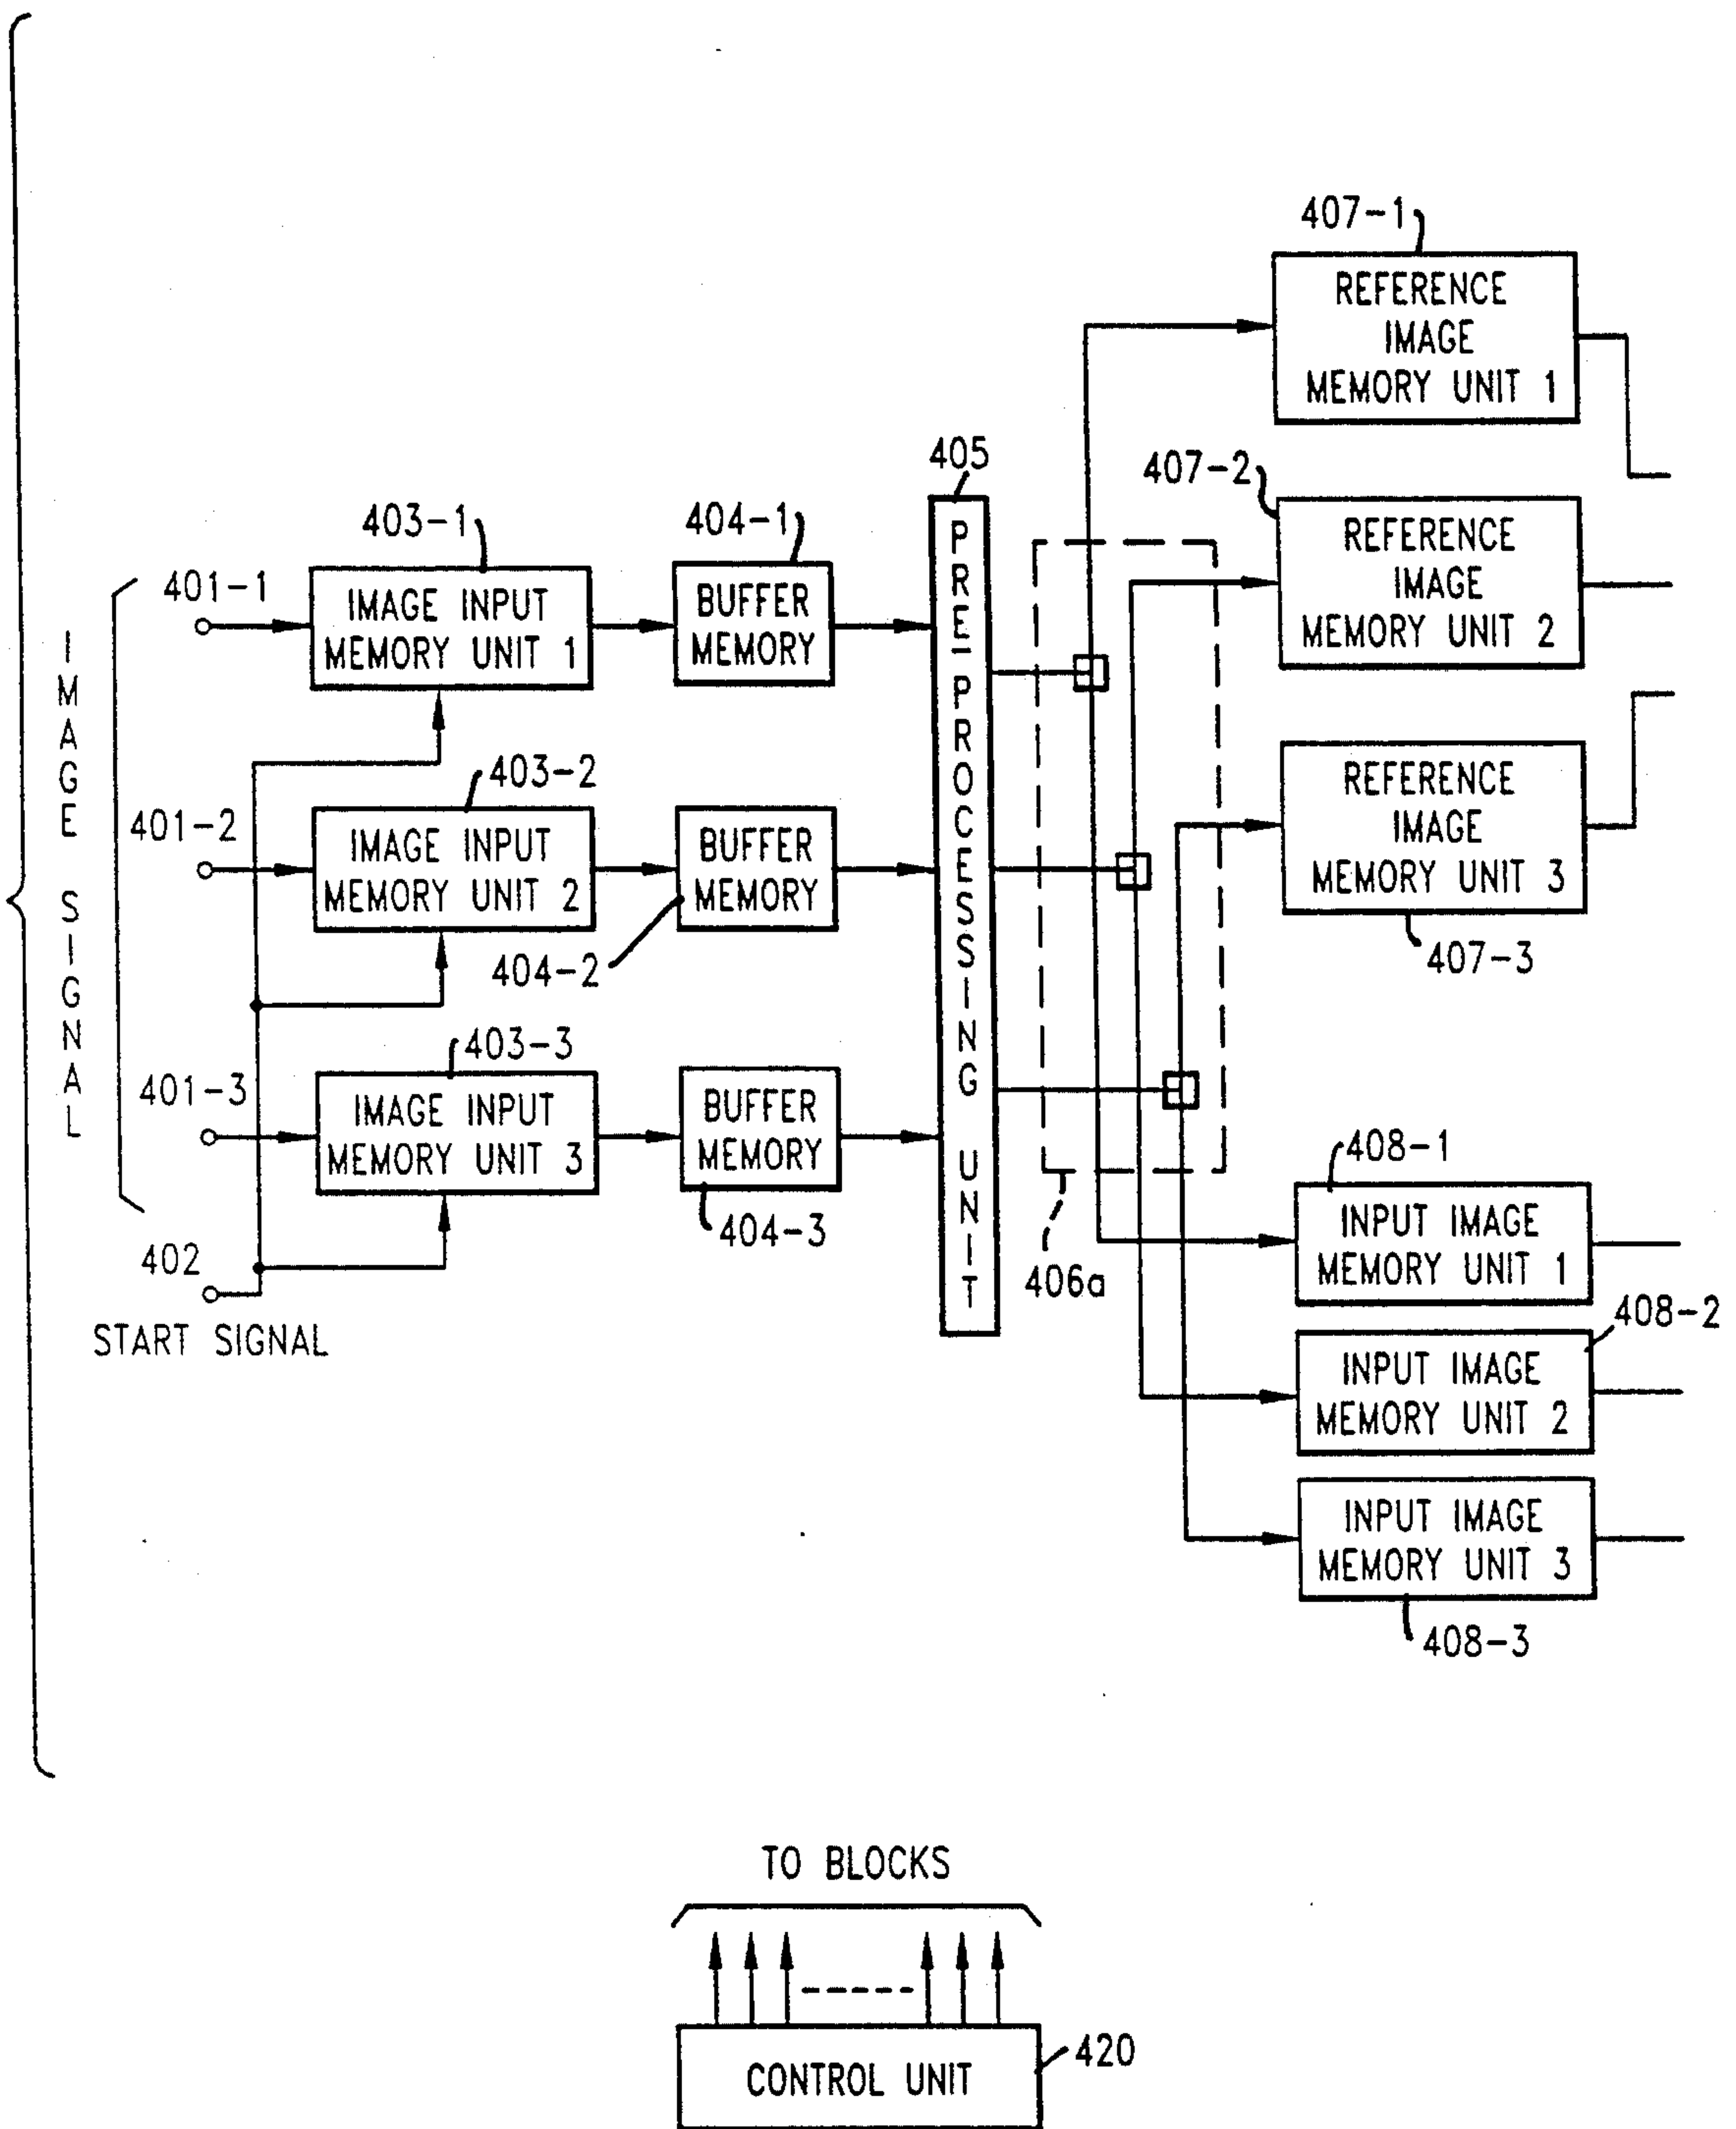 407-1
REFERENCE
IMAGE
MEMORY UNIT 1
405
407-2
REFERENCE
IMAGE
MEMORY UNIT 2
403-1
404-1
401-1
IMAGE INPUT
MEMORY UNIT 1
BUFFER
MEMORY
IMAGE SIGNAL
PRE-PROCESSING UNIT
403-2
401-2
IMAGE INPUT
MEMORY UNIT 2
BUFFER
MEMORY
404-2
REFERENCE
IMAGE
MEMORY UNIT 3
407-3
403-3
401-3
IMAGE INPUT
MEMORY UNIT 3
BUFFER
MEMORY
404-3
402
START SIGNAL
406a
408-1
INPUT IMAGE
MEMORY UNIT 1
408-2
INPUT IMAGE
MEMORY UNIT 2
INPUT IMAGE
MEMORY UNIT 3
408-3
TO BLOCKS
420
CONTROL UNIT